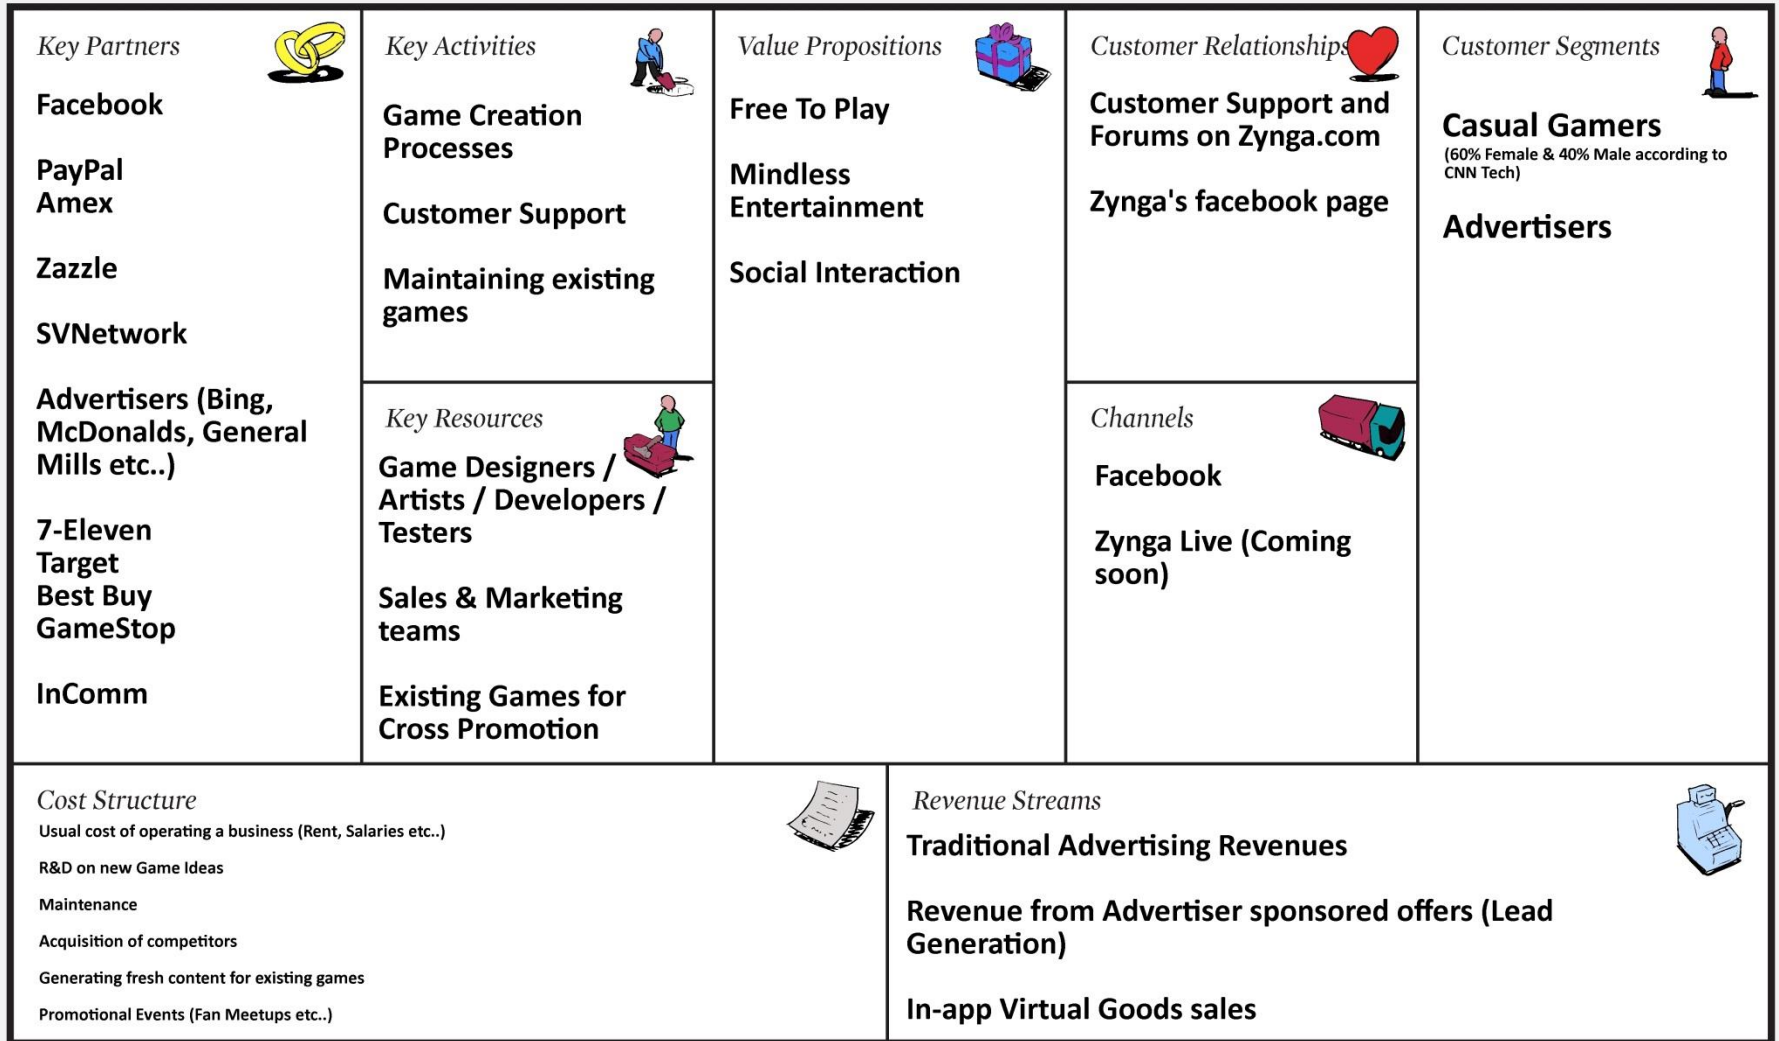 Key Partners
Facebook
PayPal
Amex
Zazzle
SVNetwork
Advertisers (Bing,
McDonalds, General
Mills etc..)
7-Eleven
Target
Best Buy
GameStop
InComm
Key Activities
Game Creation
Processes
Customer Support
Maintaining existing
games
Key Resources
Game Designers /
Artists / Developers /
Testers
Sales & Marketing
teams
Existing Games for
Cross Promotion
Value Propositions
Free To Play
Mindless
Entertainment
Social Interaction
Customer Relationships
Customer Support and
Forums on Zynga.com
Zynga's facebook page
Channels
Facebook
Zynga Live (Coming
soon)
Customer Segments
Casual Gamers
(60% Female & 40% Male according to
CNN Tech)
Advertisers
Cost Structure
Usual cost of operating a business (Rent, Salaries etc..)
R&D on new Game Ideas
Maintenance
Acquisition of competitors
Generating fresh content for existing games
Promotional Events (Fan Meetups etc..)
Revenue Streams
Traditional Advertising Revenues
Revenue from Advertiser sponsored offers (Lead
Generation)
In-app Virtual Goods sales